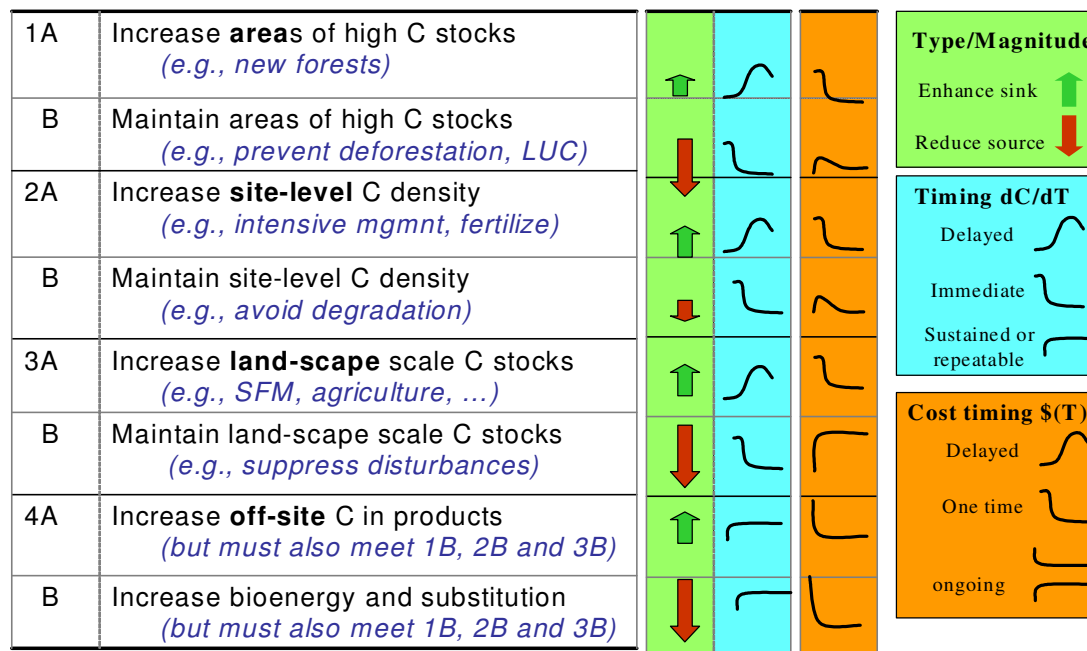 1A Increase areas of high C stocks
(e.g., new forests)
B Maintain areas of high C stocks
(e.g., prevent deforestation, LUC)
2A Increase site-level C density
(e.g., intensive mgmnt, fertilize)
B Maintain site-level C density
(e.g., avoid degradation)
3A Increase land-scape scale C stocks
(e.g., SFM, agriculture, ...)
B Maintain land-scape scale C stocks
(e.g., suppress disturbances)
4A Increase off-site C in products
(but must also meet 1B, 2B and 3B)
B Increase bioenergy and substitution
(but must also meet 1B, 2B and 3B)
Type/Magnitude
Enhance sink
Reduce source
Timing dC/dT
Delayed
Immediate
Sustained or
repeatable
Cost timing $(T)
Delayed
One time
ongoing